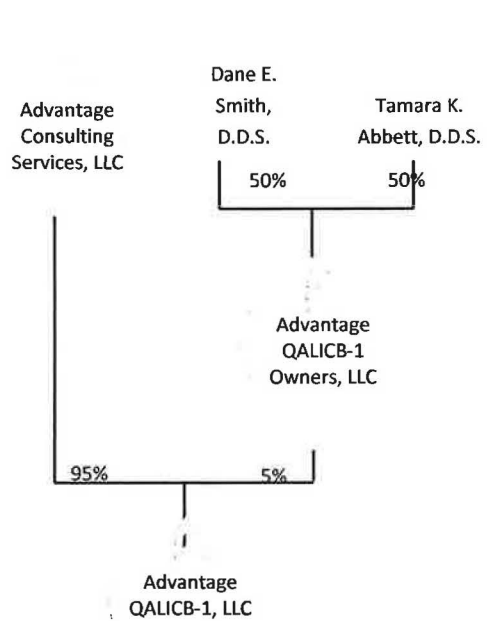 Dane E.
Smith,
D.D.S.
Advantage
Consulting
Services, LLC
Tamara K.
Abbett, D.D.S.
50%
50%
Advantage
QALICB-1
Owners, LLC
95%
5%
Advantage
QALICB-1, LLC